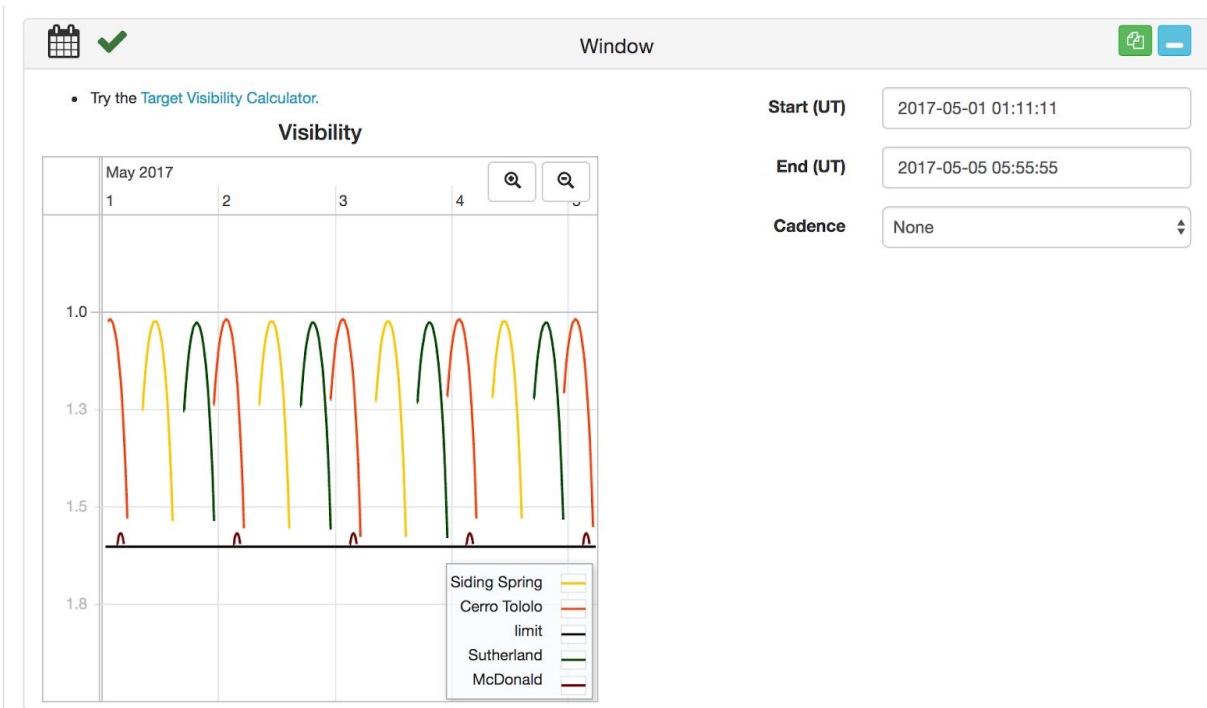 Window
• Try the Target Visibility Calculator.
Visibility
May 2017
1 2 3 4
1.0
1.3
1.5
1.8
Siding Spring
Cerro Tololo
limit
Sutherland
McDonald
Start (UT) 2017-05-01 01:11:11
End (UT) 2017-05-05 05:55:55
Cadence None